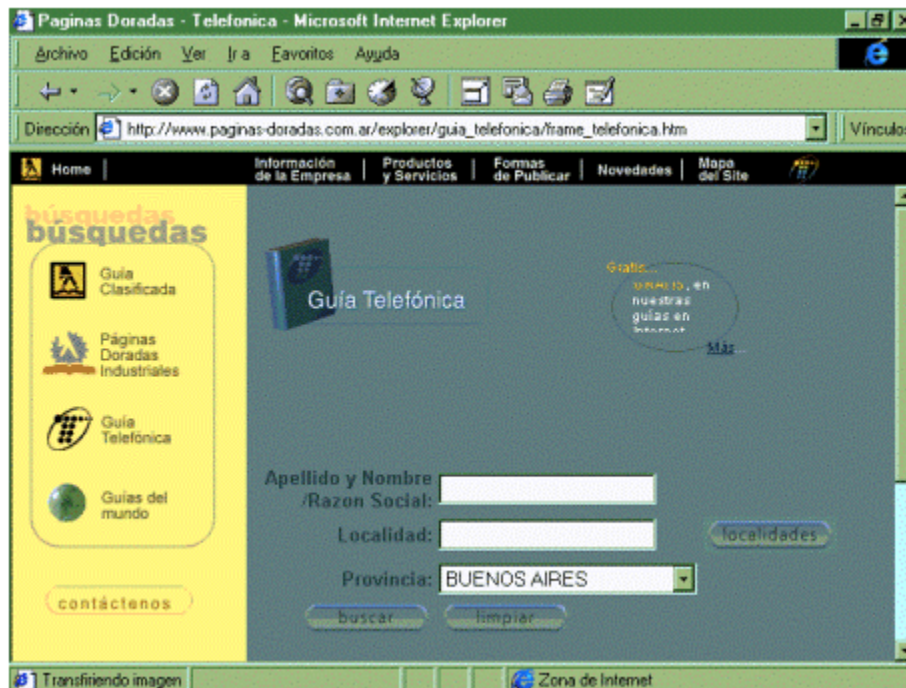 Paginas Doradas - Telefonica - Microsoft Internet Explorer
Archivo Edición Ver Ir a Favoritos Ayuda
Dirección http://www.paginas-doradas.com.ar/explorer/guia_telefonica/frame_telefonica.htm Vínculos
Home | Información de la Empresa | Productos y Servicios | Formas de Publicar | Novedades | Mapa del Site
búsquedas
búsquedas
Guía
Clasificada
Páginas
Doradas
Industriales
Guía
Telefónica
Guías del
mundo
contáctenos
Guía Telefónica
Gratis...
, en
nuestras
guías en
Internet
Más...
Apellido y Nombre
/Razon Social:
Localidad:
localidades
Provincia: BUENOS AIRES
buscar limpiar
Transfiriendo imagen Zona de Internet